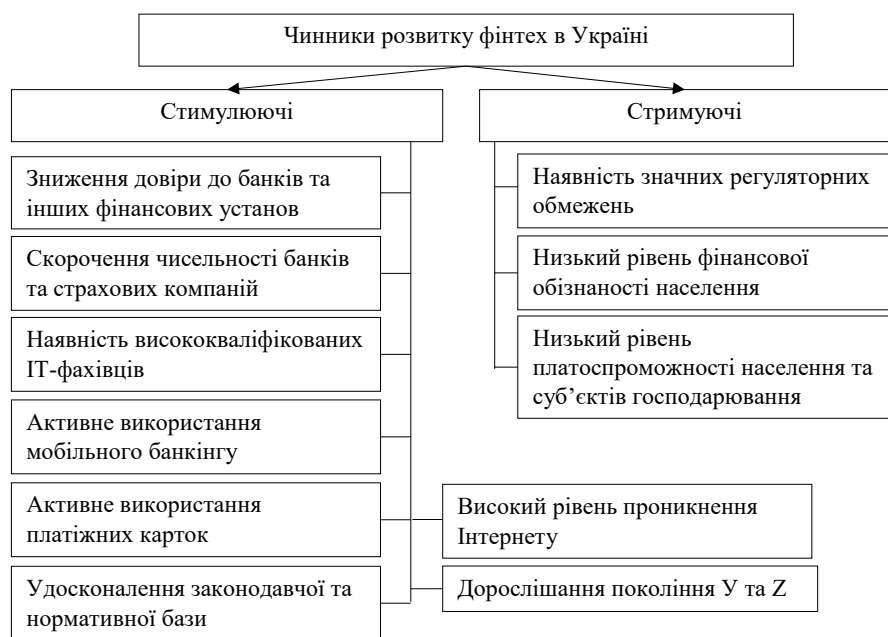 Чинники розвитку фінтех в Україні
Стимулюючі
Зниження довіри до банків та
інших фінансових установ
Скорочення чисельності банків
та страхових компаній
Наявність висококваліфікованих
ІТ-фахівців
Активне використання
мобільного банкінгу
Активне використання
платіжних карток
Удосконалення законодавчої та
нормативної бази
Високий рівень проникнення
Інтернету
Дорослішання покоління У та Z
Стримуючі
Наявність значних регуляторних
обмежень
Низький рівень фінансової
обізнаності населення
Низький рівень
платоспроможності населення та
суб’єктів господарювання